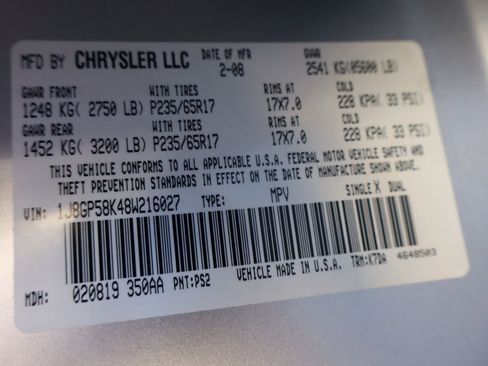 MFD BY CHRYSLER LLC DATE OF MFR 2-08 GVWR 2541 KG(05600 LB)
GAWR FRONT WITH TIRES RIMS AT COLD
1248 KG( 2750 LB) P235/65R17 17X7.0 228 KPA( 33 PSI)
GAWR REAR WITH TIRES RIMS AT COLD
1452 KG( 3200 LB) P235/65R17 17X7.0 228 KPA( 33 PSI)
THIS VEHICLE CONFORMS TO ALL APPLICABLE U.S.A. FEDERAL MOTOR VEHICLE SAFETY AND
THEFT PREVENTION STANDARDS IN EFFECT ON THE DATE OF MANUFACTURE SHOWN ABOVE.
VIN: 1J8GP58K48W216027 TYPE: MPV SINGLE X DUAL
VEHICLE MADE IN U.S.A. TRM:K7DA 4648503
MDH: 020819 350AA PNT:PS2